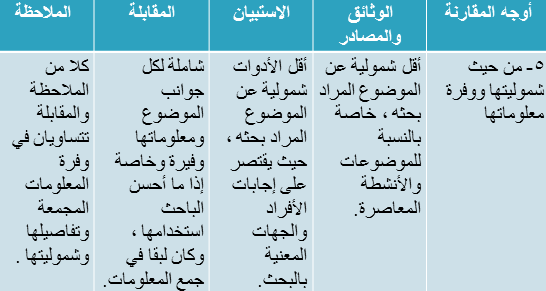 أوجه المقارنة
الوثائق
والمصادر
الاستبيان
المقابلة
الملاحظة
٥- من حيث
شموليتها ووفرة
معلوماتها
أقل شمولية عن
الموضوع المراد
بحثه ، خاصة
بالنسبة
للموضوعات
والأنشطة
المعاصرة.
أقل الأدوات
شمولية عن
الموضوع
المراد بحثه ،
حيث يقتصر
على إجابات
الأفراد
والجهات
المعنية
بالبحث.
شاملة لكل
جوانب
الموضوع
ومعلوماتها
وفيرة وخاصة
إذا ما أحسن
الباحث
استخدامها ،
وكان لبقا في
جمع المعلومات.
كلا من
الملاحظة
والمقابلة
تتساويان في
وفرة
المعلومات
المجمعة
وتفاصيلها
وشموليتها .